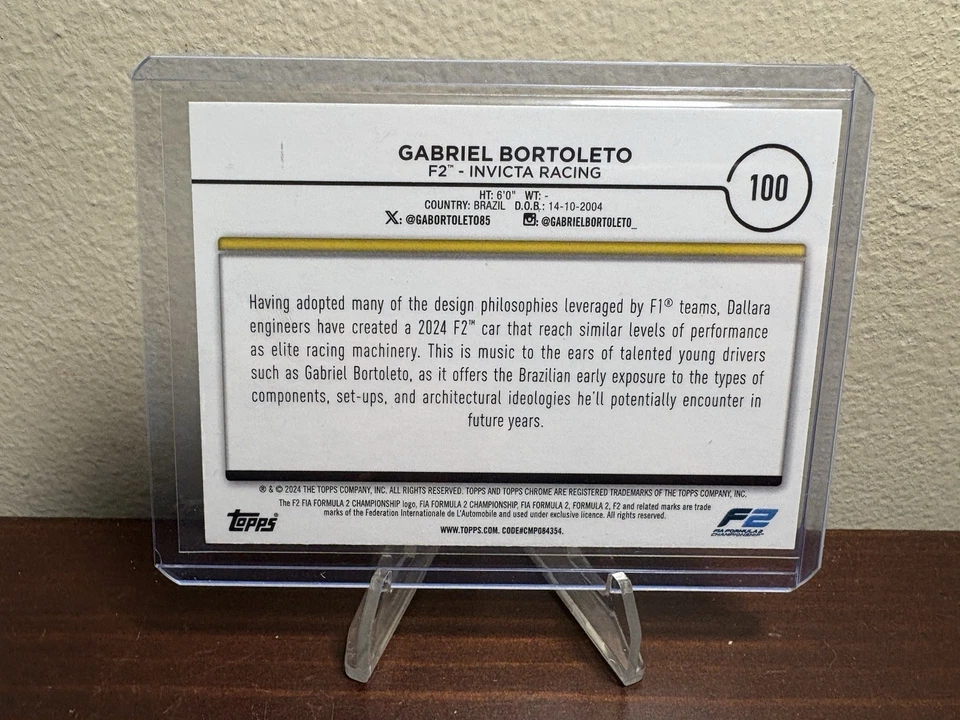 GABRIEL BORTOLETO
F2™ - INVICTA RACING
100
HT: 6'0" WT: -
COUNTRY: BRAZIL D.O.B.: 14-10-2004
X: @GABORTOLETO85 : @GABRIELBORTOLETO_
Having adopted many of the design philosophies leveraged by F1® teams, Dallara
engineers have created a 2024 F2™ car that reach similar levels of performance
as elite racing machinery. This is music to the ears of talented young drivers
such as Gabriel Bortoleto, as it offers the Brazilian early exposure to the types of
components, set-ups, and architectural ideologies he'll potentially encounter in
future years.
® & © 2024 THE TOPPS COMPANY, INC. ALL RIGHTS RESERVED. TOPPS AND TOPPS CHROME ARE REGISTERED TRADEMARKS OF THE TOPPS COMPANY, INC.
The F2 FIA FORMULA 2 CHAMPIONSHIP logo, FIA FORMULA 2 CHAMPIONSHIP, FIA FORMULA 2, FORMULA 2, F2 and related marks are trade
marks of the Federation Internationale de L'Automobile and used under exclusive licence. All rights reserved.
Topps
WWW.TOPPS.COM. CODE#CMP084354.
F2
FIA FORMULA 2
CHAMPIONSHIP™